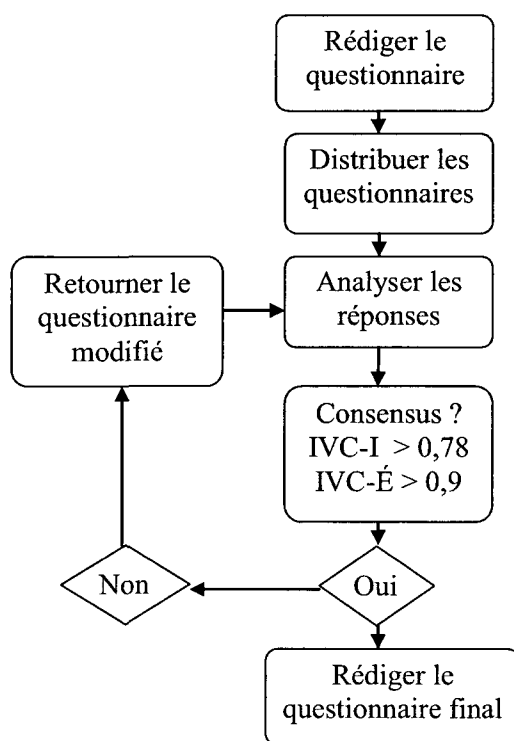 Rédiger le
questionnaire
Distribuer les
questionnaires
Retourner le
questionnaire
modifié
Analyser les
réponses
Consensus ?
IVC-I > 0,78
IVC-É > 0,9
Non
Oui
Rédiger le
questionnaire final